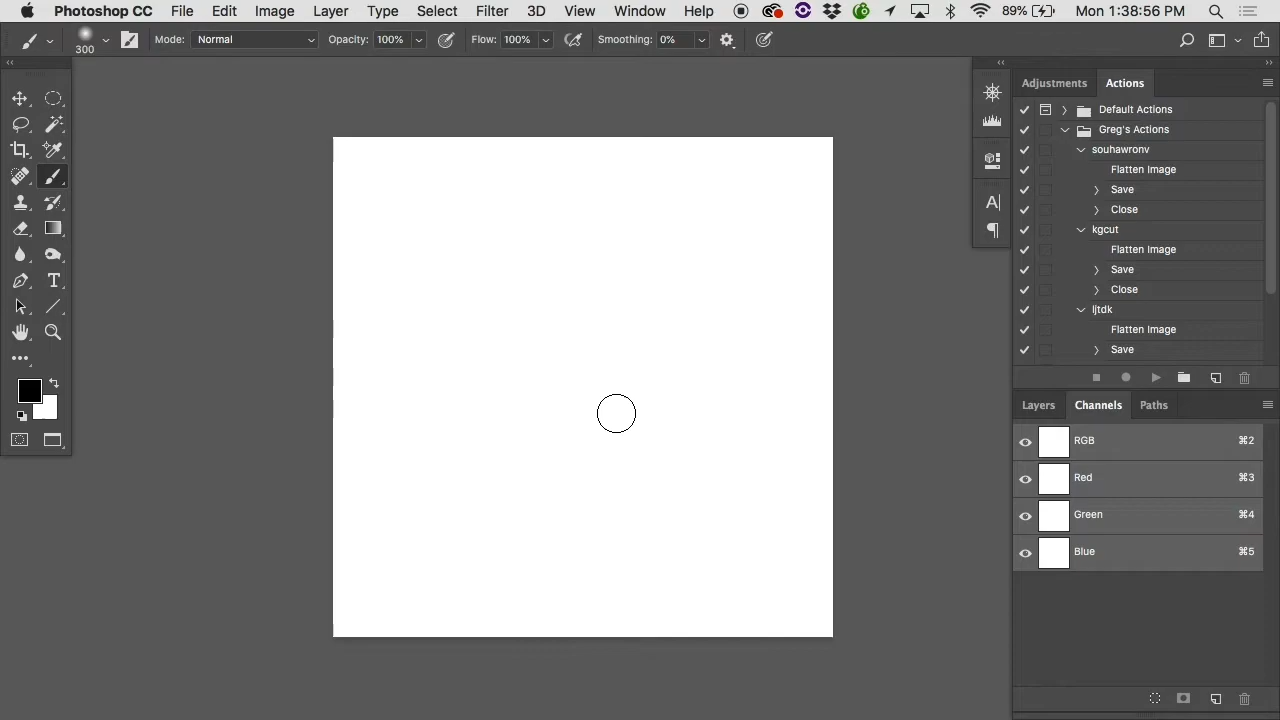 Photoshop CC File Edit Image Layer Type Select Filter 3D View Window Help 89% Mon 1:38:56 PM
300 Mode: Normal Opacity: 100% Flow: 100% Smoothing: 0%
Adjustments Actions
Default Actions
Greg's Actions
souhawronv
Flatten Image
Save
Close
kgcut
Flatten Image
Save
Close
ljtdk
Flatten Image
Save
Layers Channels Paths
RGB ⌘2
Red ⌘3
Green ⌘4
Blue ⌘5